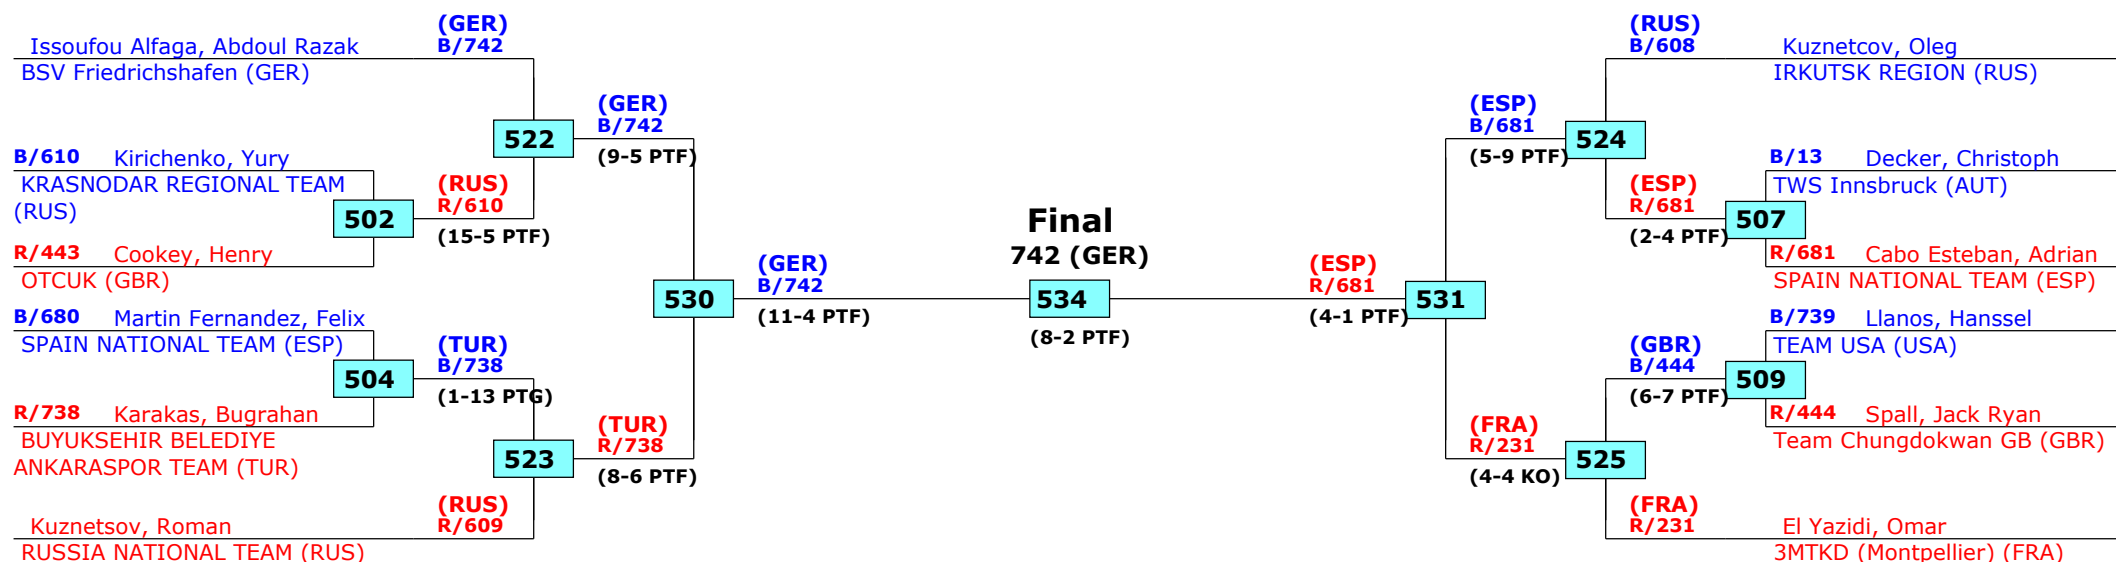 (GER)
B/742
Issoufou Alfaga, Abdoul Razak
BSV Friedrichshafen (GER)
522
(GER)
B/742
(9-5 PTF)
B/610 Kirichenko, Yury
KRASNODAR REGIONAL TEAM
(RUS)
502
(RUS)
R/610
(15-5 PTF)
R/443 Cookey, Henry
OTCUK (GBR)
B/680 Martin Fernandez, Felix
SPAIN NATIONAL TEAM (ESP)
504
(TUR)
B/738
(1-13 PTG)
R/738 Karakas, Bugrahan
BUYUKSEHIR BELEDIYE
ANKARASPOR TEAM (TUR)
523
(TUR)
R/738
(8-6 PTF)
(RUS)
R/609
Kuznetsov, Roman
RUSSIA NATIONAL TEAM (RUS)
530
(GER)
B/742
(11-4 PTF)
Final
742 (GER)
534
(8-2 PTF)
(ESP)
R/681
(4-1 PTF)
531
(ESP)
B/681
(5-9 PTF)
524
(RUS)
B/608
Kuznetcov, Oleg
IRKUTSK REGION (RUS)
B/13 Decker, Christoph
TWS Innsbruck (AUT)
(ESP)
R/681
(2-4 PTF)
507
R/681 Cabo Esteban, Adrian
SPAIN NATIONAL TEAM (ESP)
B/739 Llanos, Hanssel
TEAM USA (USA)
(GBR)
B/444
(6-7 PTF)
509
R/444 Spall, Jack Ryan
Team Chungdokwan GB (GBR)
(FRA)
R/231
(4-4 KO)
525
(FRA)
R/231
El Yazidi, Omar
3MTKD (Montpellier) (FRA)